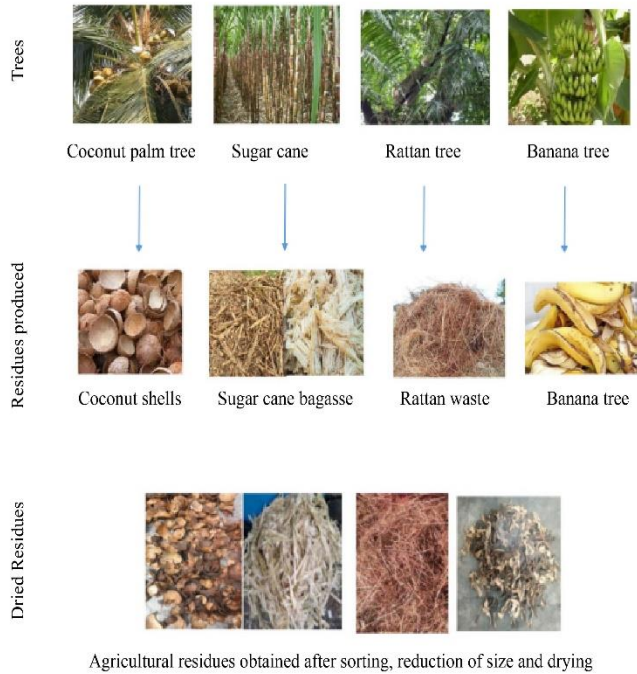 Trees
Coconut palm tree Sugar cane Rattan tree Banana tree
Residues produced
Coconut shells Sugar cane bagasse Rattan waste Banana tree
Dried Residues
Agricultural residues obtained after sorting, reduction of size and drying